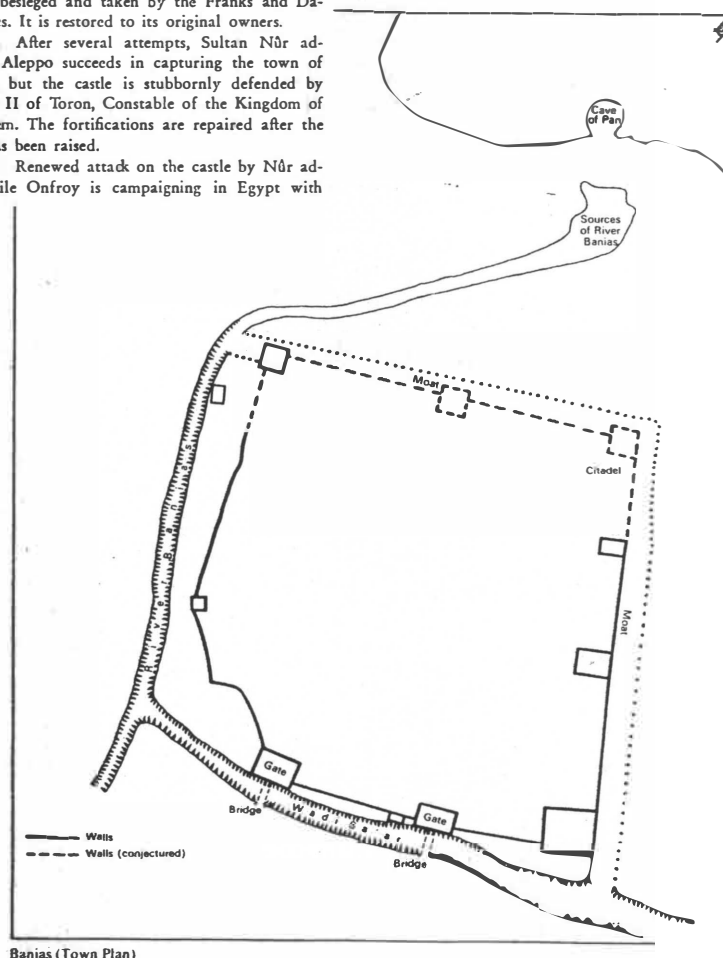 besieged and taken by the Franks and Da-
s. It is restored to its original owners.
After several attempts, Sultan Nûr ad-
Aleppo succeeds in capturing the town of
but the castle is stubbornly defended by
II of Toron, Constable of the Kingdom of
m. The fortifications are repaired after the
s been raised.
Renewed attack on the castle by Nûr ad-
ile Onfroy is campaigning in Egypt with
Cave
of Pan
Sources
of River
Banias
Moat
Citadel
River Banias
Moat
Gate
Bridge
Wadi Sa'ar
Gate
Bridge
Walls
Walls (conjectured)
Banias (Town Plan)